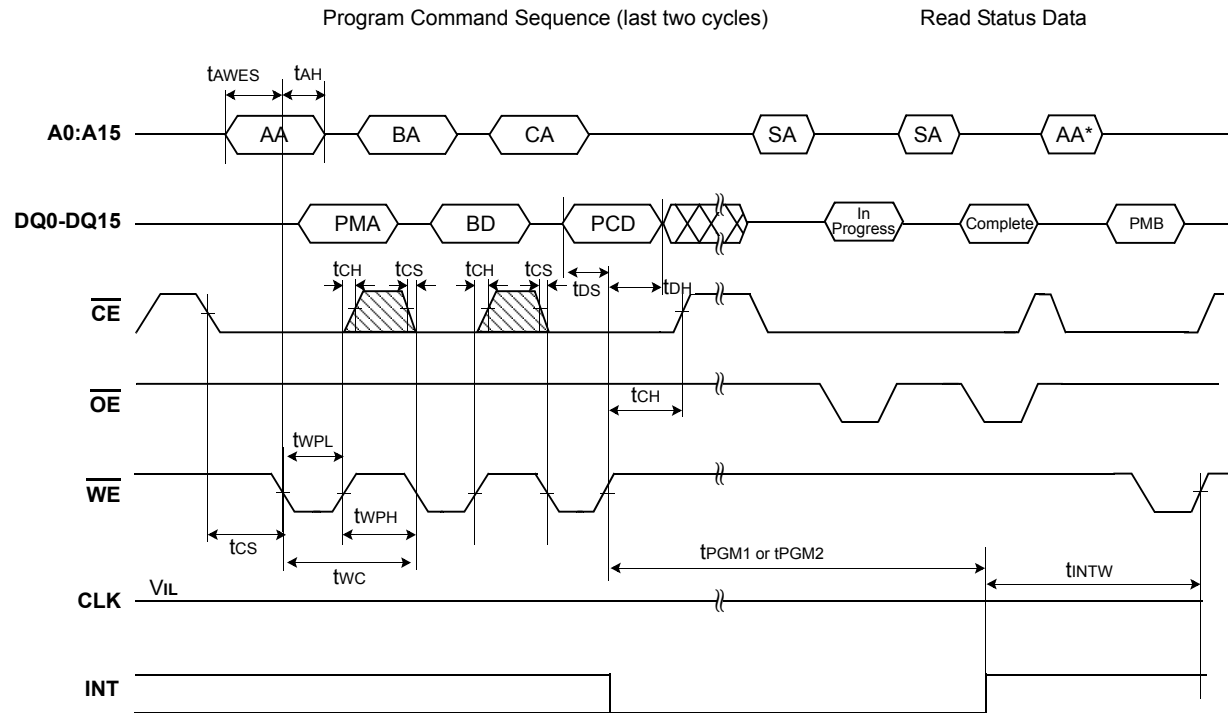 Program Command Sequence (last two cycles) Read Status Data
tAWES tAH
A0:A15 AA BA CA SA SA AA*
DQ0-DQ15 PMA BD PCD In Progress Complete PMB
tCH tCS tCH tCS tDS tDH
CE
tCH
OE
tWPL
WE
tWPH
tCS tWC tPGM1 or tPGM2 tINTW
CLK VIL
INT